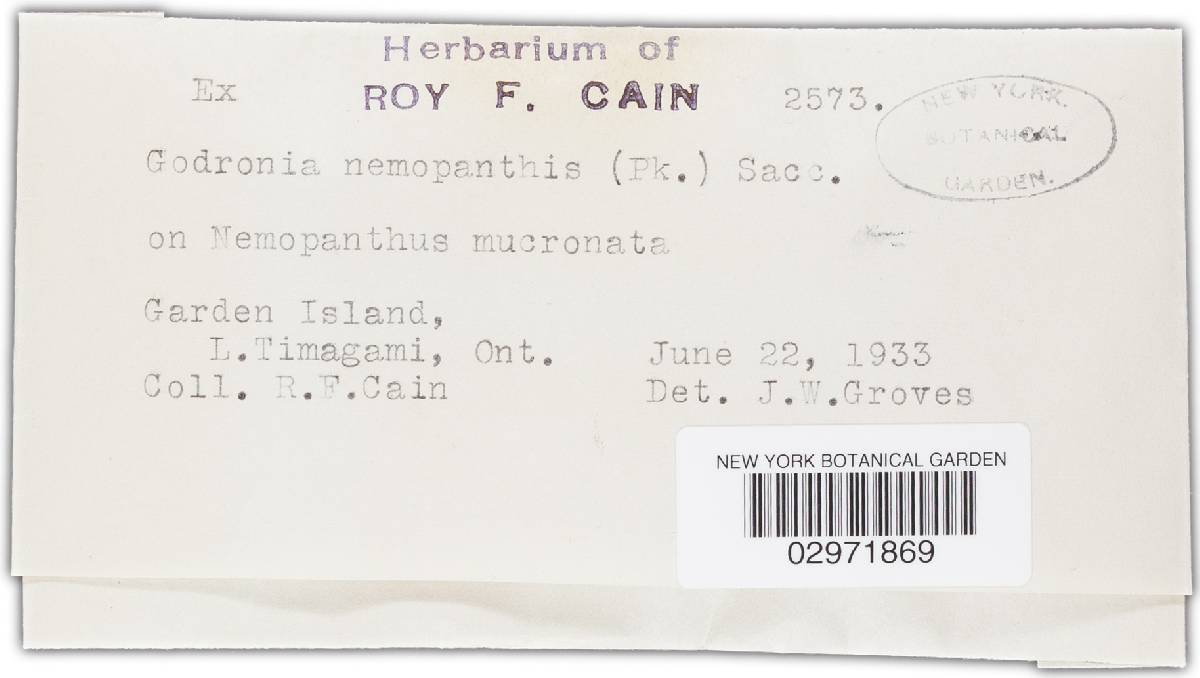 Herbarium of
Ex ROY F. CAIN 2573.
NEW YORK
BOTANICAL
GARDEN.
Godronia nemopanthis (Pk.) Sacc.
on Nemopanthus mucronata
Garden Island,
L.Timagami, Ont. June 22, 1933
Coll. R.F.Cain Det. J.W.Groves
NEW YORK BOTANICAL GARDEN
02971869